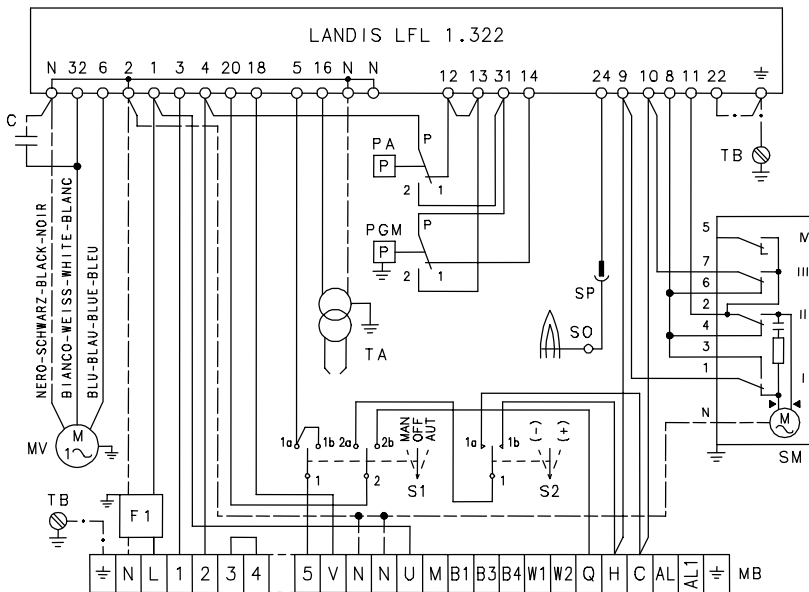 LANDIS LFL 1.322
N 32 6 2 1 3 4 20 18 5 16 N N 12 13 31 14 24 9 10 8 11 22
C
NERO-SCHWARZ-BLACK-NOIR
BIANCO-WEISS-WHITE-BLANC
BLU-BLAU-BLUE-BLEU
P
PA
P
2 1
PGM
P
P
2 1
TA
SP
SO
TB
5 M
7 III
6
2 II
4
3
1 I
N
M
SM
M
1~
MV
1a 1b 2a 2b
MAN
OFF
AUT
1 2
S1
1a 1b
(-) (+)
1
S2
TB
F1
N L 1 2 3 4 5 V N N U M B1 B3 B4 W1 W2 Q H C AL AL1
MB